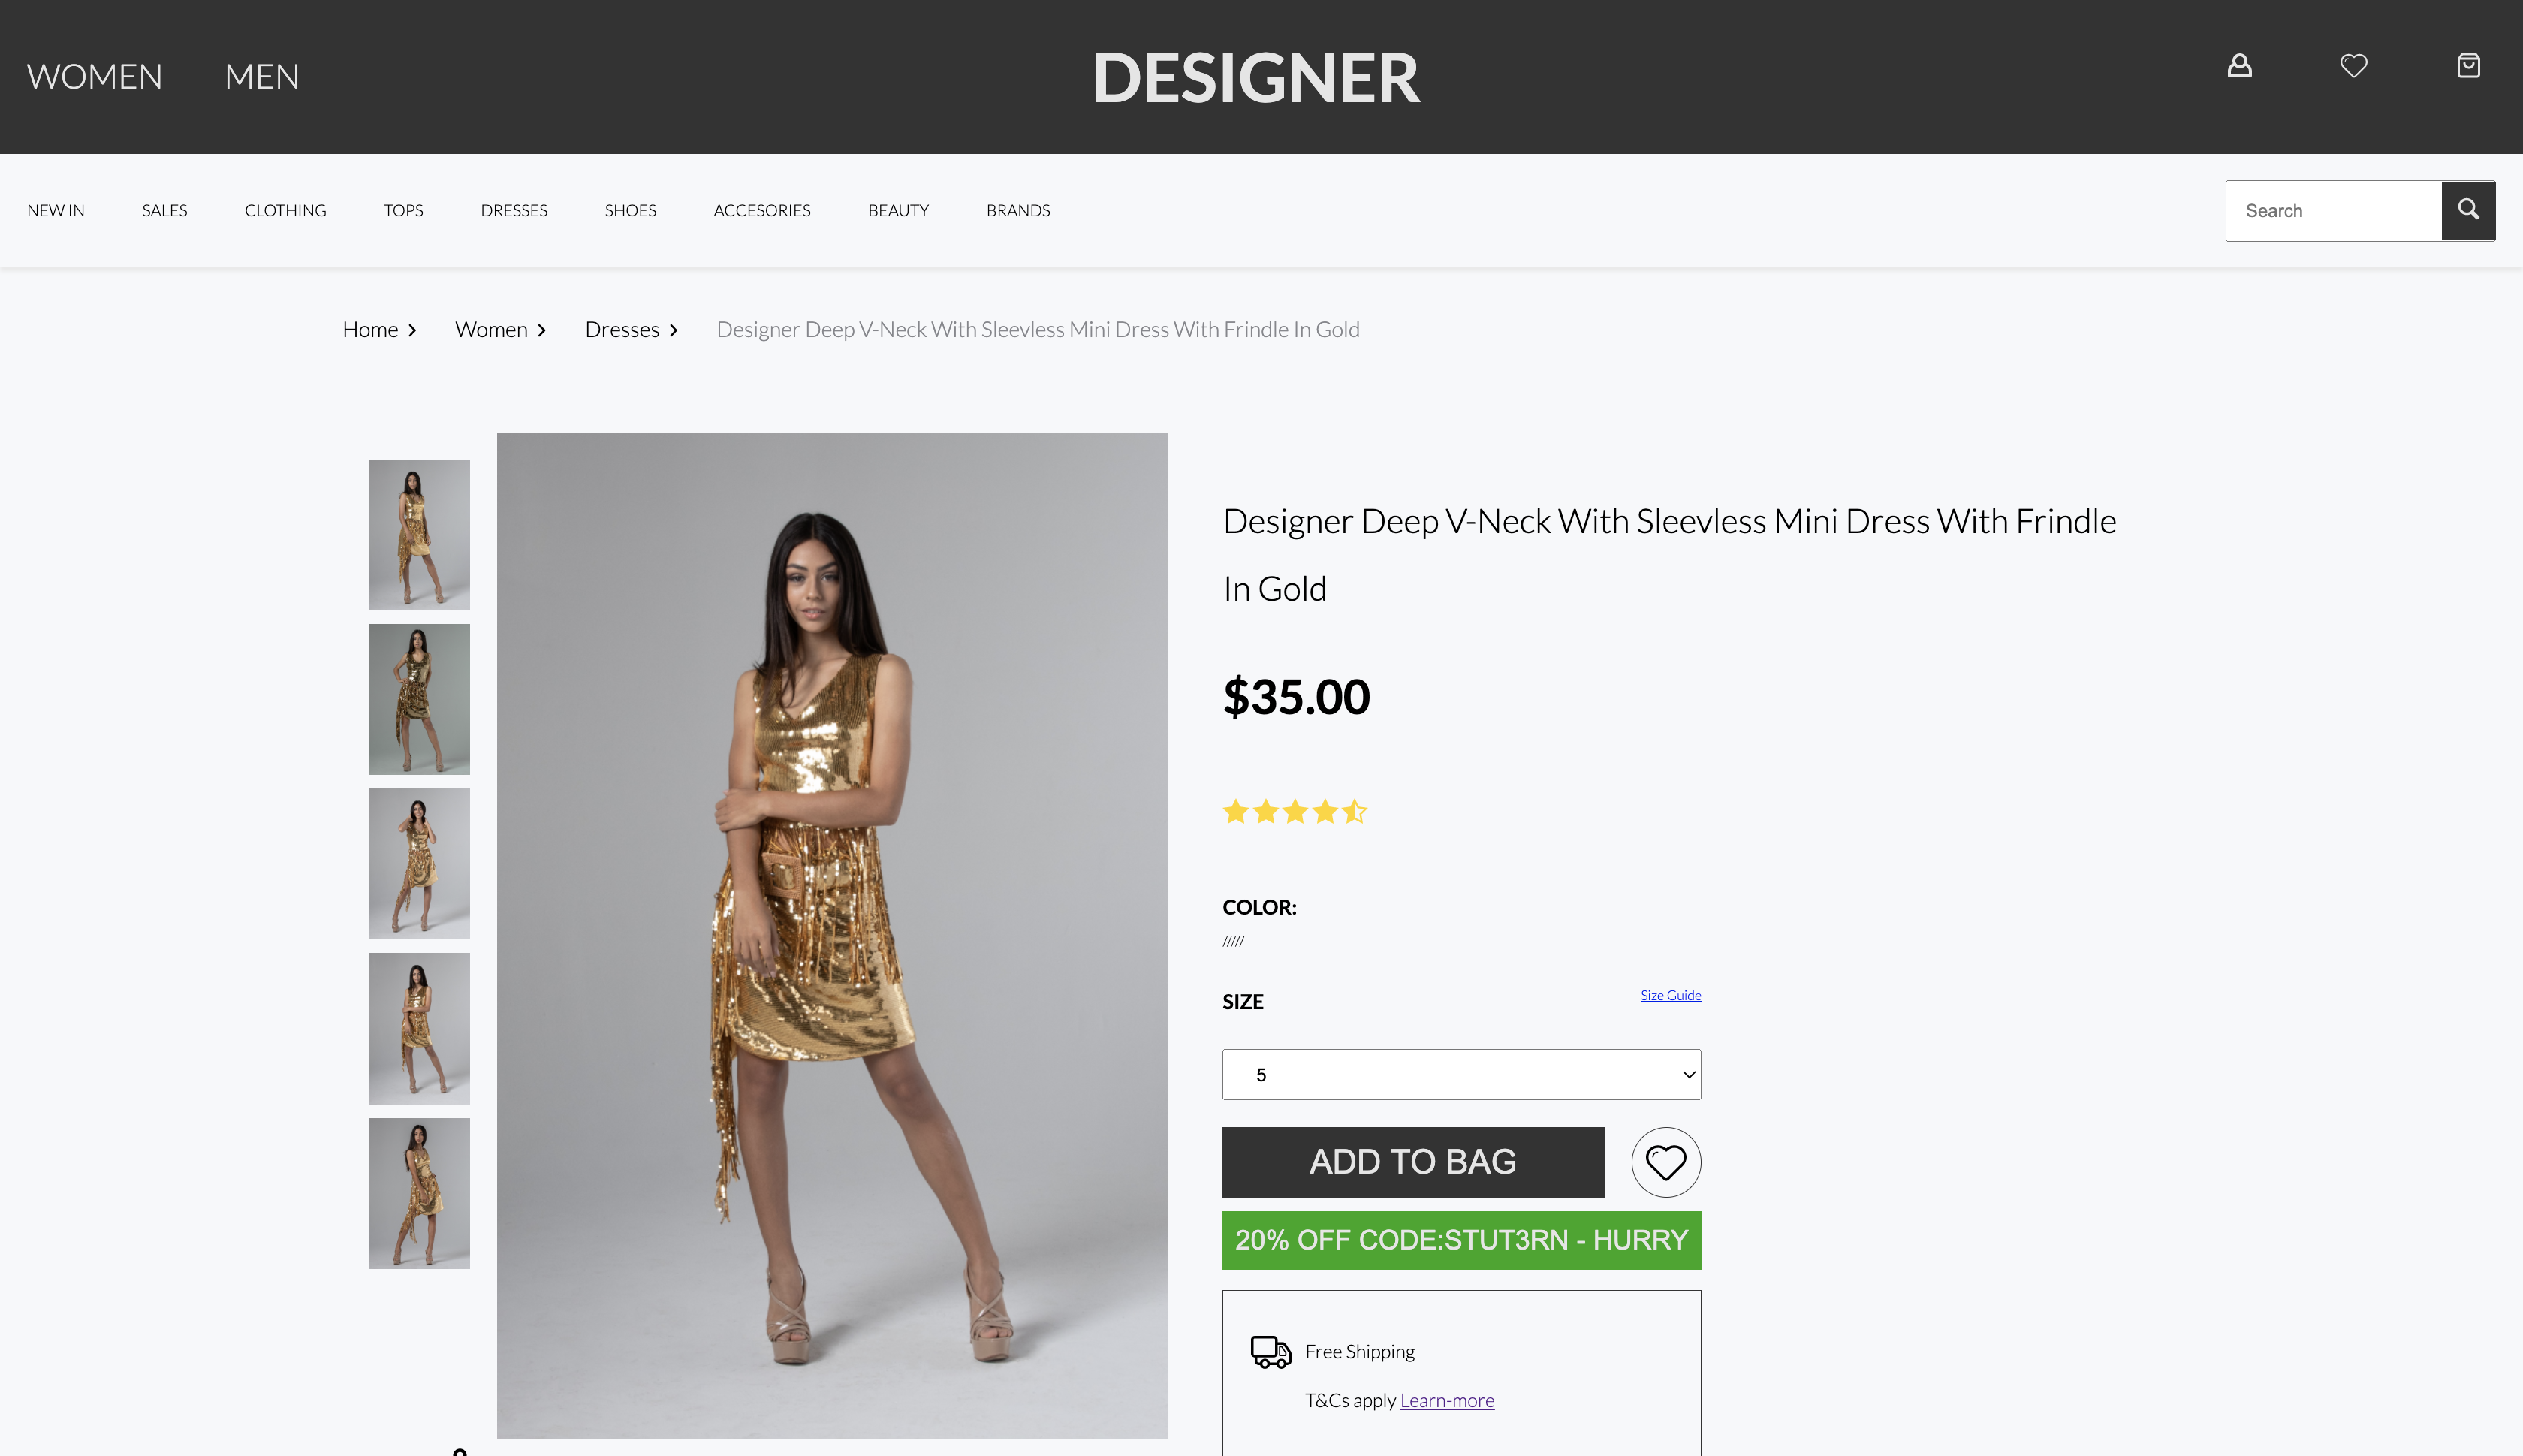 WOMEN MEN DESIGNER
NEW IN SALES CLOTHING TOPS DRESSES SHOES ACCESORIES BEAUTY BRANDS Search
Home Women Dresses Designer Deep V-Neck With Sleevless Mini Dress With Frindle In Gold
Designer Deep V-Neck With Sleevless Mini Dress With Frindle
In Gold
$35.00
COLOR:
/////
SIZE Size Guide
5
ADD TO BAG
20% OFF CODE:STUT3RN - HURRY
Free Shipping
T&Cs apply Learn-more